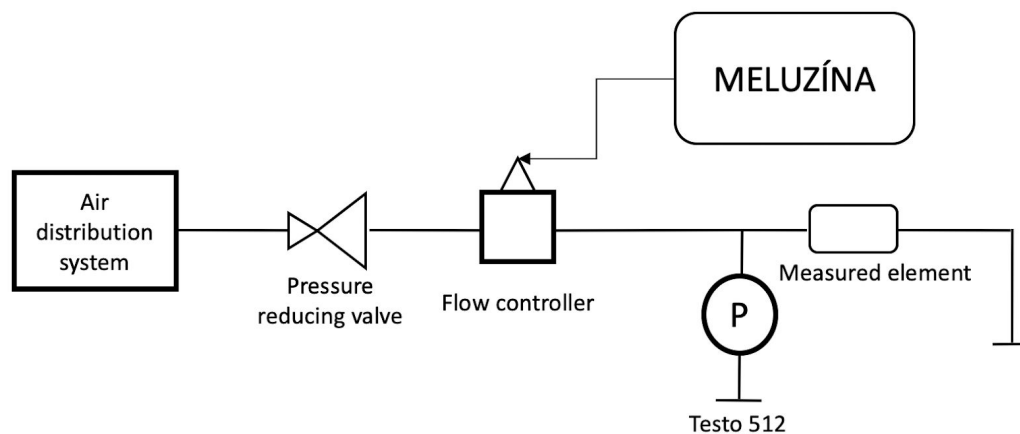 MELUZÍNA
Air
distribution
system
Pressure
reducing valve
Flow controller
Measured element
P
Testo 512